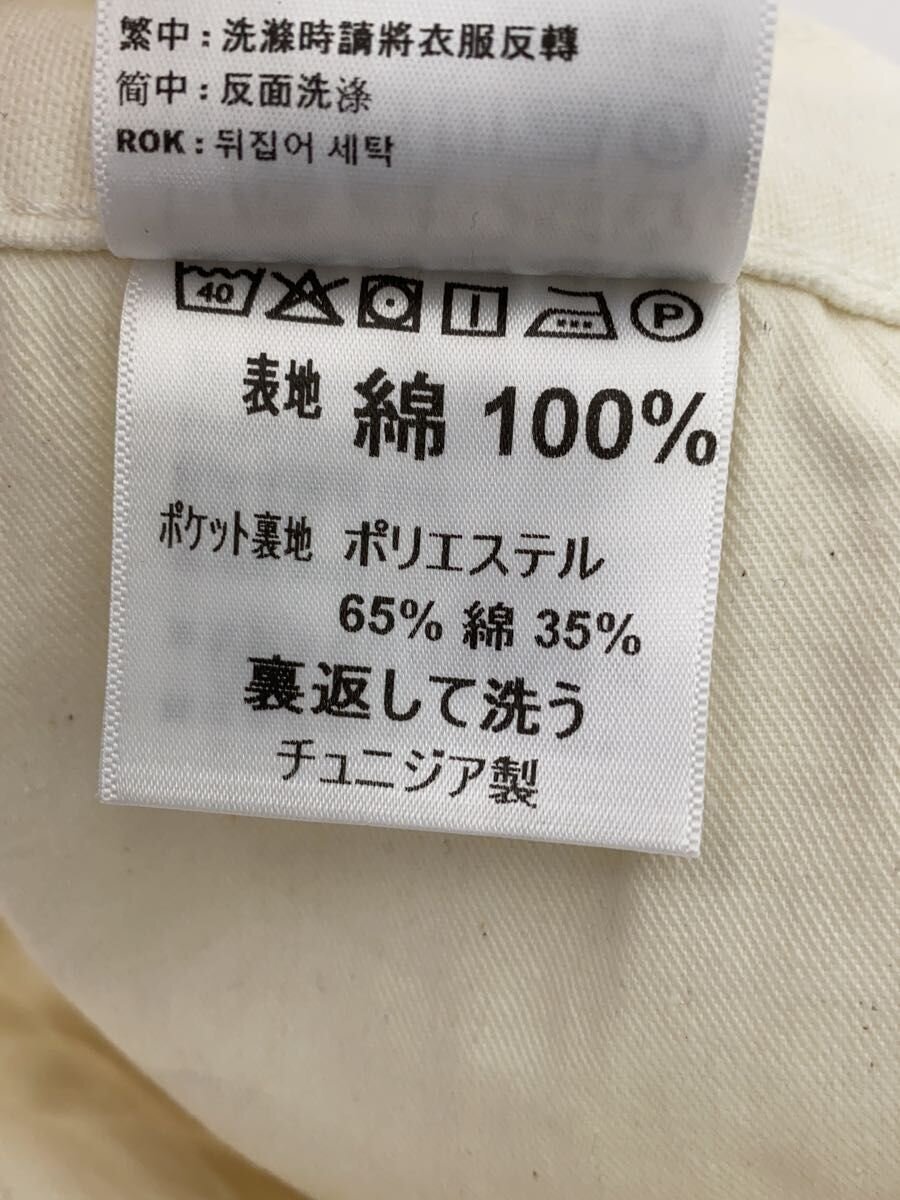 繁中：洗滌時請將衣服反轉
简中：反面洗涤
ROK : 뒤집어 세탁
40 P
表地 綿 100%
ポケット裏地 ポリエステル
65% 綿 35%
裏返して洗う
チュニジア製